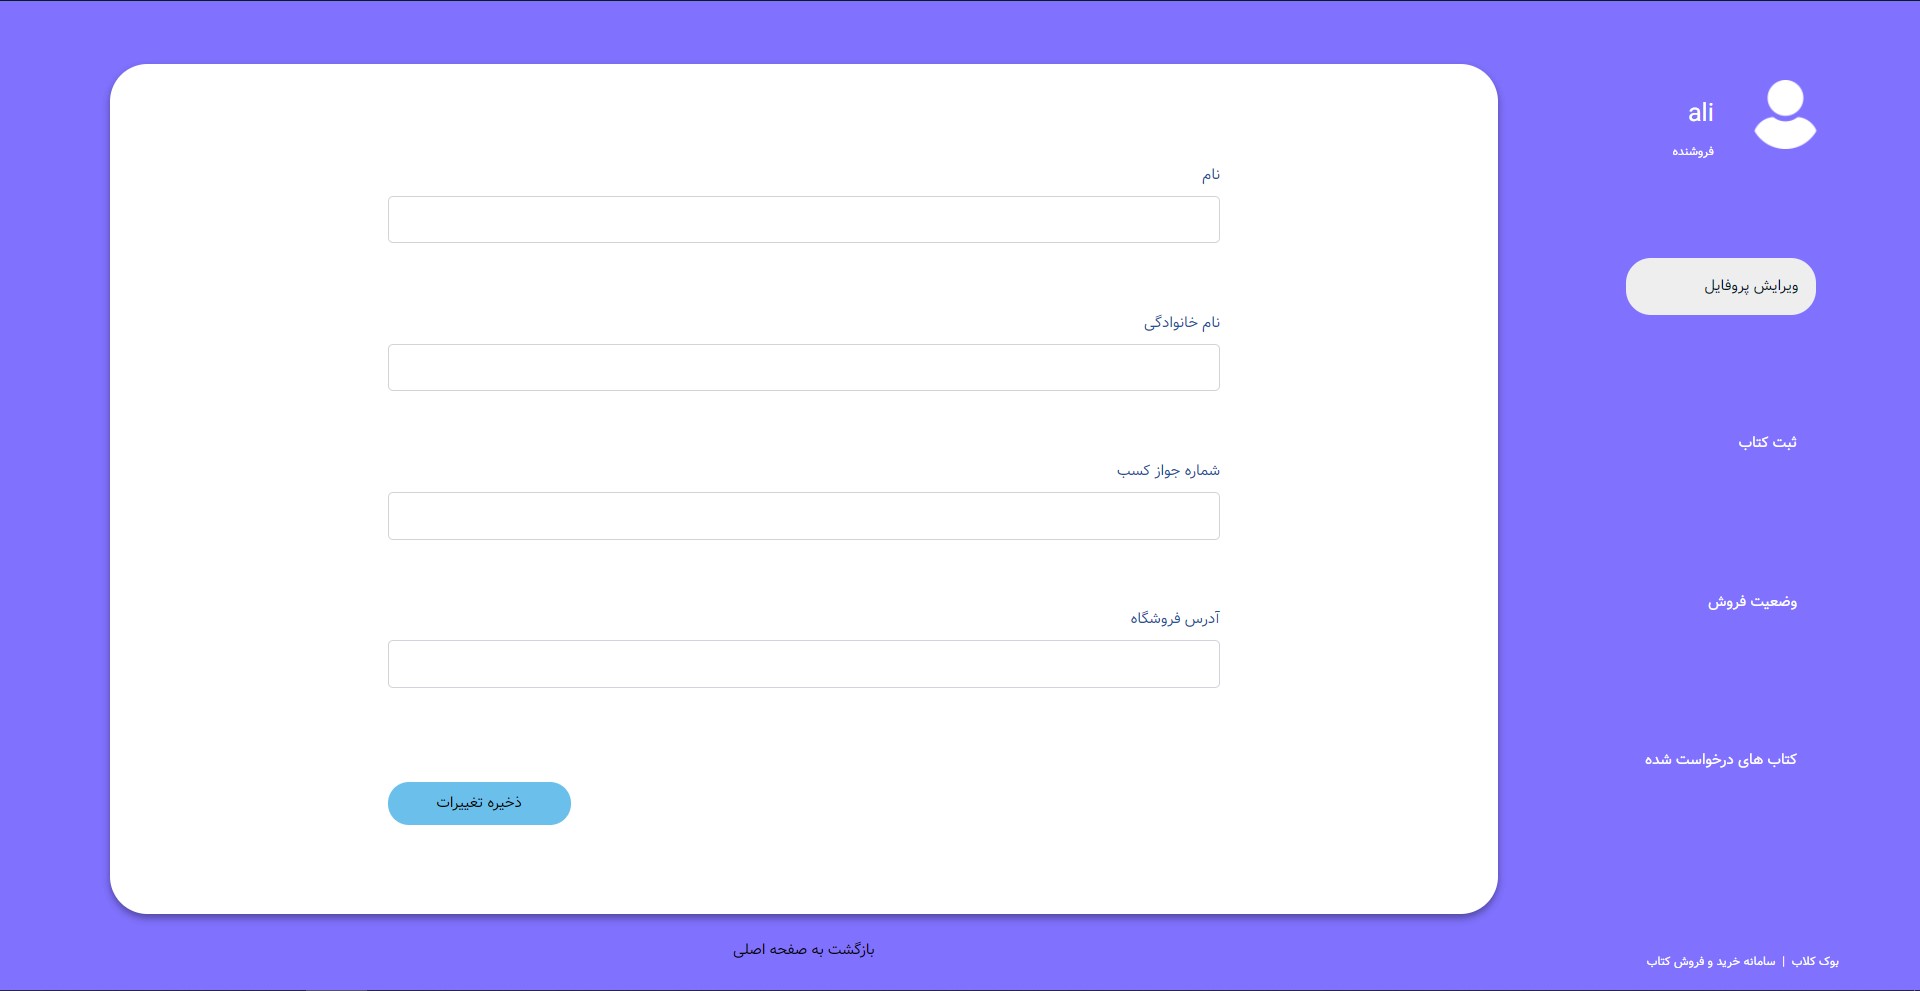 ali
فروشنده
ویرایش پروفایل
ثبت کتاب
وضعیت فروش
کتاب های درخواست شده
بوک کلاب | سامانه خرید و فروش کتاب
نام
نام خانوادگی
شماره جواز کسب
آدرس فروشگاه
ذخیره تغییرات
بازگشت به صفحه اصلی